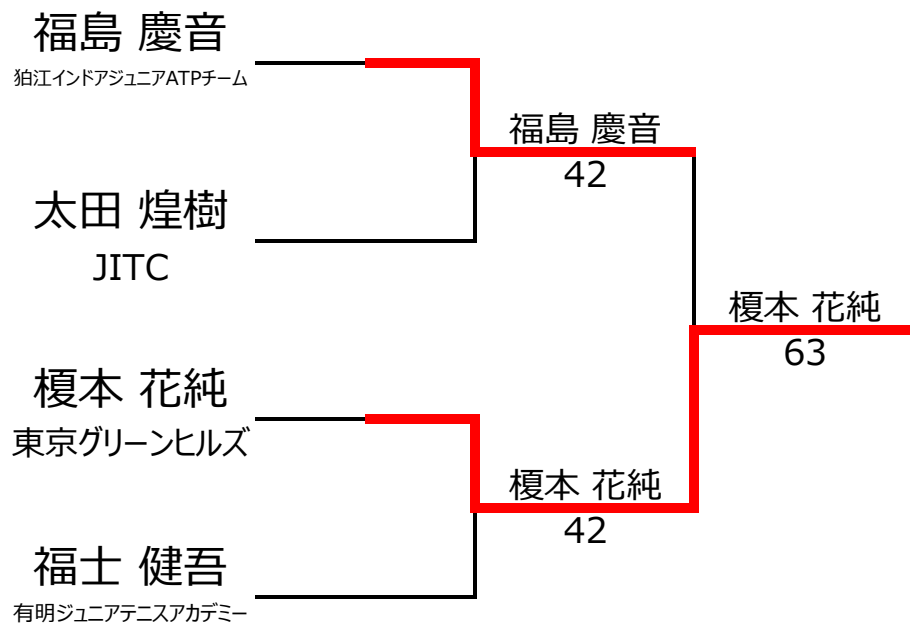 福島 慶音
狛江インドアジュニアATPチーム
福島 慶音
42
太田 煌樹
JITC
榎本 花純
63
榎本 花純
東京グリーンヒルズ
榎本 花純
42
福士 健吾
有明ジュニアテニスアカデミー